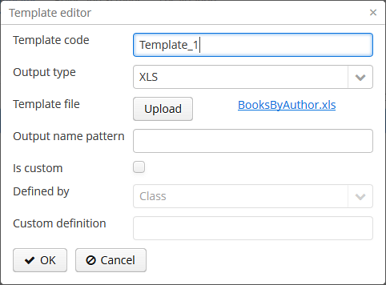 Template editor ×
Template code Template_1
Output type XLS
Template file Upload BooksByAuthor.xls
Output name pattern
Is custom
Defined by Class
Custom definition
OK Cancel